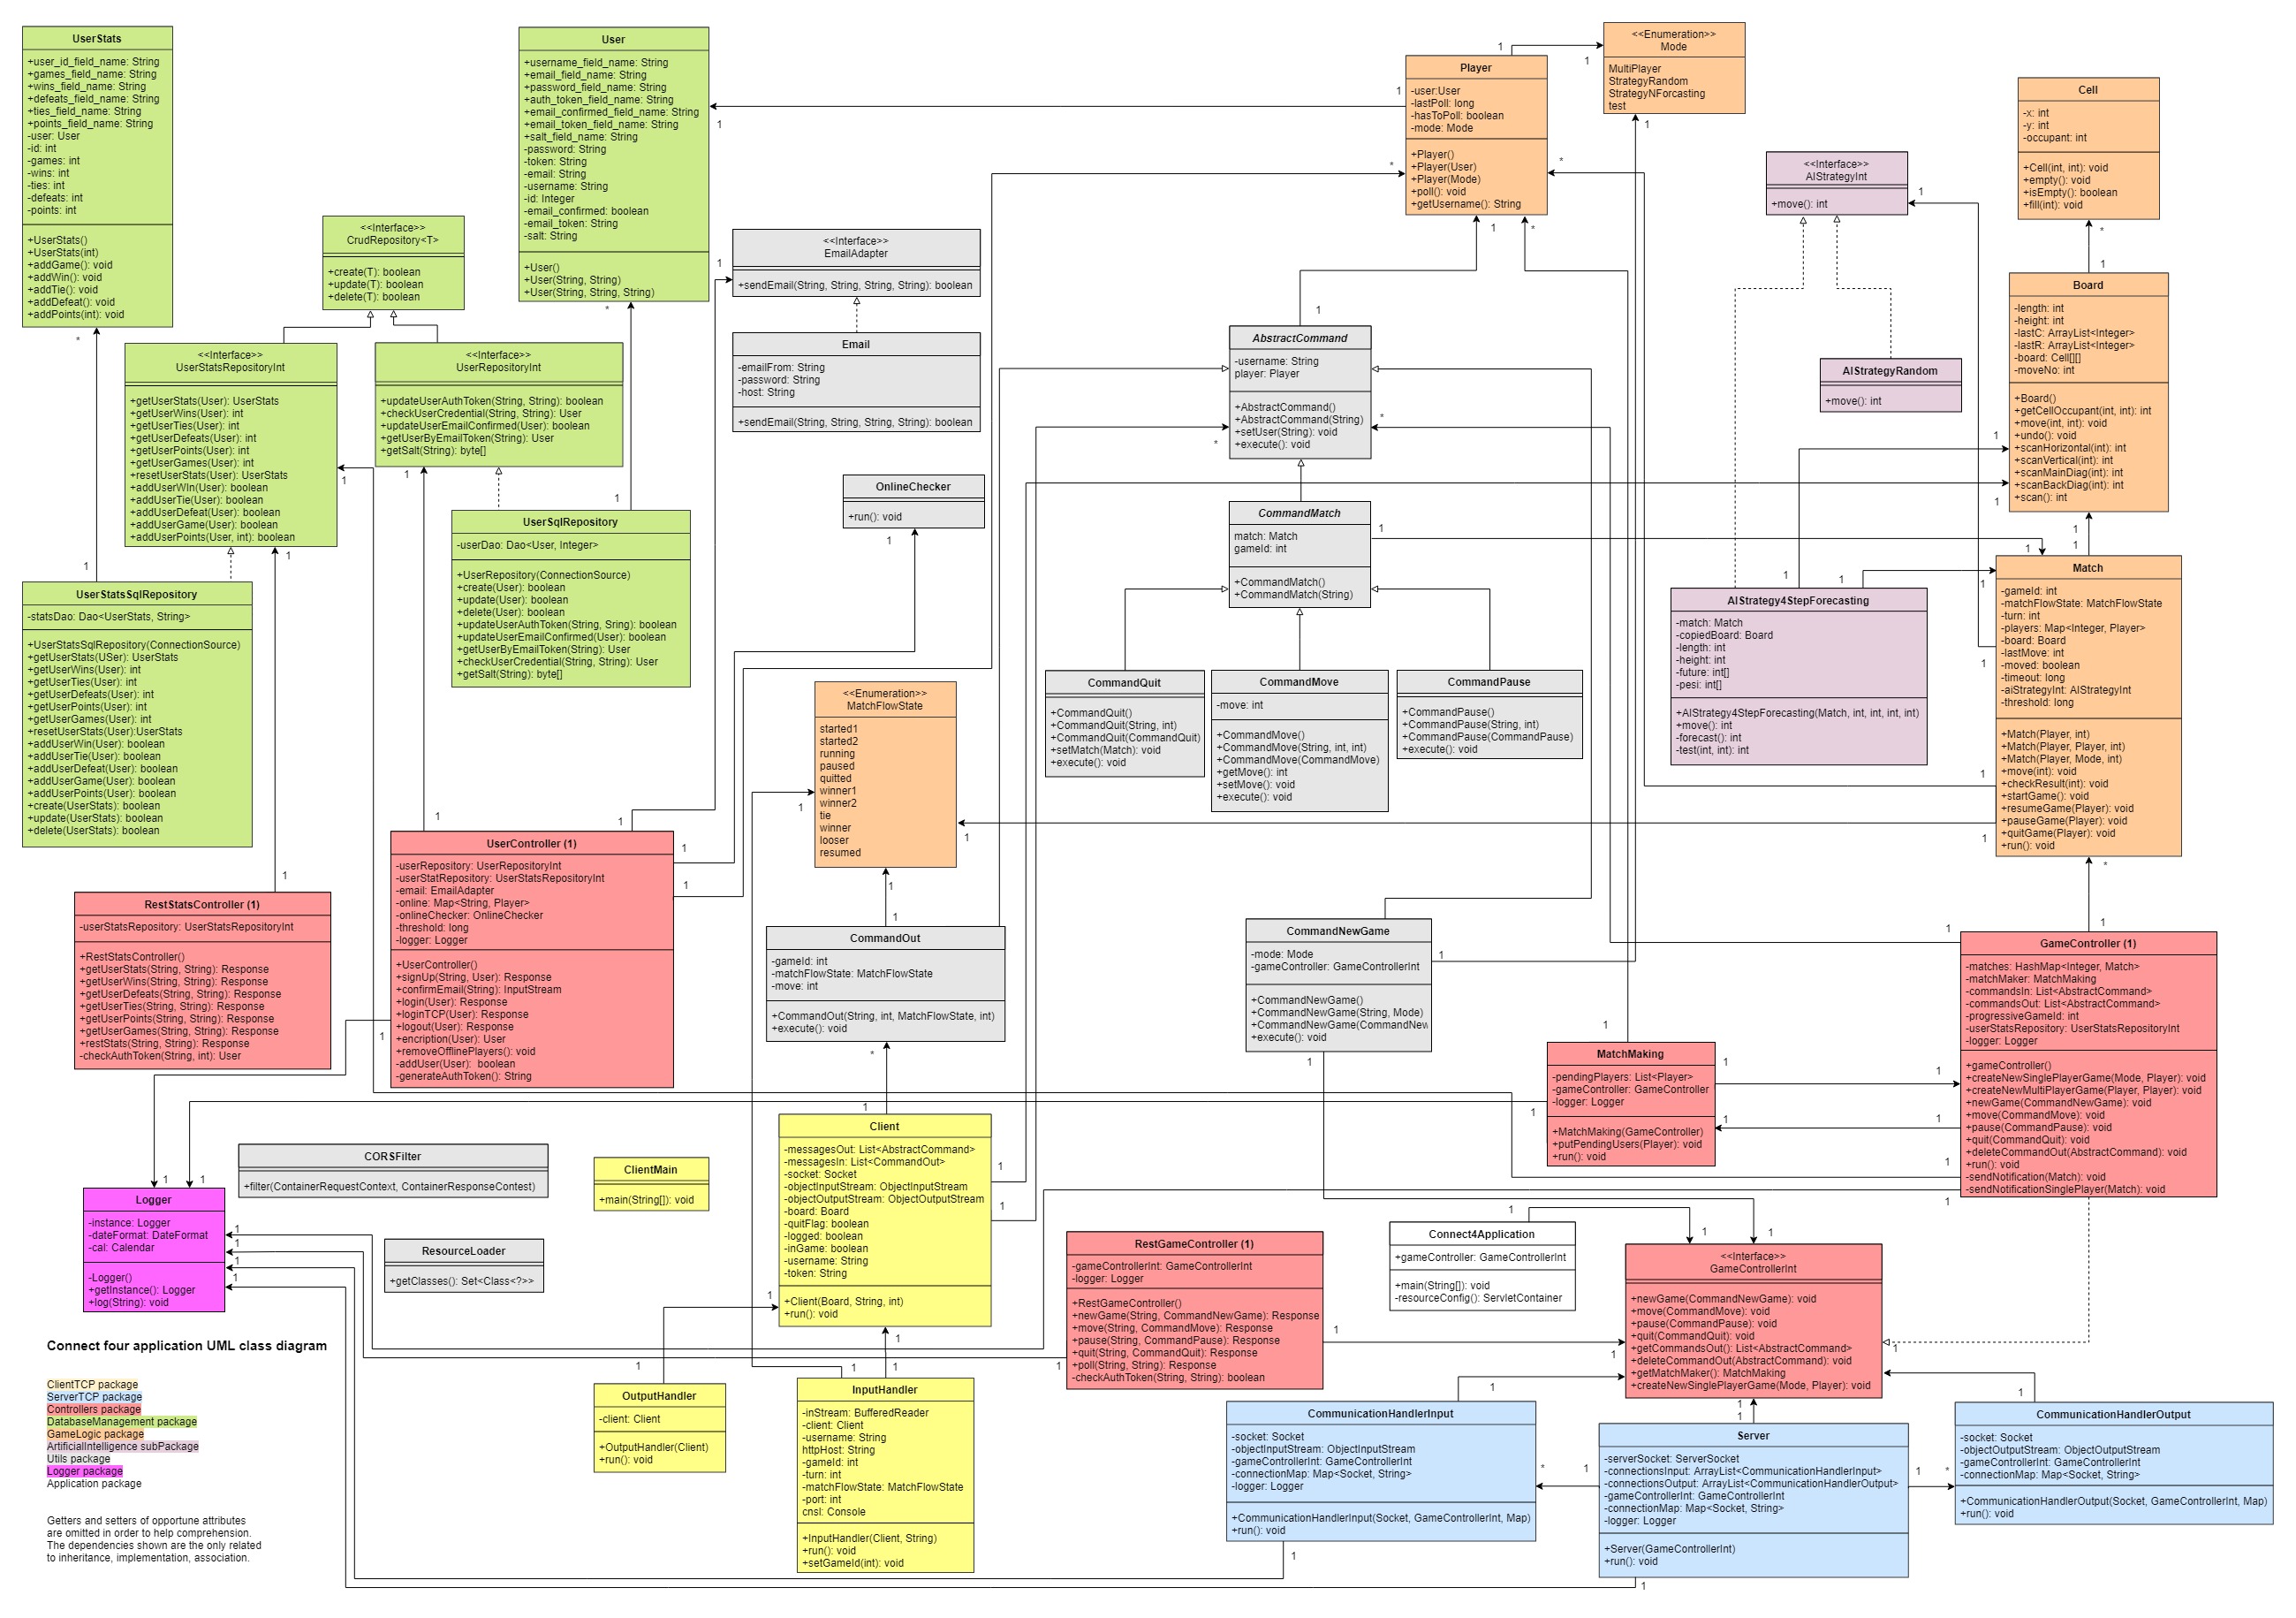 UserStats
+user_id_field_name: String
+games_field_name: String
+wins_field_name: String
+defeats_field_name: String
+ties_field_name: String
+points_field_name: String
-user: User
-id: int
-games: int
-wins: int
-ties: int
-defeats: int
-points: int
+UserStats()
+UserStats(int)
+addGame(): void
+addWin(): void
+addTie(): void
+addDefeat(): void
+addPoints(int): void
User
+username_field_name: String
+email_field_name: String
+password_field_name: String
+auth_token_field_name: String
+email_confirmed_field_name: String
+email_token_field_name: String
+salt_field_name: String
-password: String
-token: String
-email: String
-username: String
-id: Integer
-email_confirmed: boolean
-email_token: String
-salt: String
+User()
+User(String, String)
+User(String, String, String)
<<Interface>>
CrudRepository<T>
+create(T): boolean
+update(T): boolean
+delete(T): boolean
<<Interface>>
UserStatsRepositoryInt
+getUserStats(User): UserStats
+getUserWins(User): int
+getUserTies(User): int
+getUserDefeats(User): int
+getUserPoints(User): int
+getUserGames(User): int
+resetUserStats(User): UserStats
+addUserWIn(User): boolean
+addUserTie(User): boolean
+addUserDefeat(User): boolean
+addUserGame(User): boolean
+addUserPoints(User, int): boolean
<<Interface>>
UserRepositoryInt
+updateUserAuthToken(String, String): boolean
+checkUserCredential(String, String): User
+updateUserEmailConfirmed(User): boolean
+getUserByEmailToken(String): User
+getSalt(String): byte[]
UserSqlRepository
-userDao: Dao<User, Integer>
+UserRepository(ConnectionSource)
+create(User): boolean
+update(User): boolean
+delete(User): boolean
+updateUserAuthToken(String, Sring): boolean
+updateUserEmailConfirmed(User): boolean
+getUserByEmailToken(String): User
+checkUserCredential(String, String): User
+getSalt(String): byte[]
UserStatsSqlRepository
-statsDao: Dao<UserStats, String>
+UserStatsSqlRepository(ConnectionSource)
+getUserStats(USer): UserStats
+getUserWins(User): int
+getUserTies(User): int
+getUserDefeats(User): int
+getUserPoints(User): int
+getUserGames(User): int
+resetUserStats(User):UserStats
+addUserWin(User): boolean
+addUserTie(User): boolean
+addUserDefeat(User): boolean
+addUserGame(User): boolean
+addUserPoints(User): boolean
+create(UserStats): boolean
+update(UserStats): boolean
+delete(UserStats): boolean
<<Interface>>
EmailAdapter
+sendEmail(String, String, String, String): boolean
Email
-emailFrom: String
-password: String
-host: String
+sendEmail(String, String, String, String): boolean
OnlineChecker
+run(): void
Player
-user:User
-lastPoll: long
-hasToPoll: boolean
-mode: Mode
+Player()
+Player(User)
+Player(Mode)
+poll(): void
+getUsername(): String
<<Enumeration>>
Mode
MultiPlayer
StrategyRandom
StrategyNForcasting
test
Cell
-x: int
-y: int
-occupant: int
+Cell(int, int): void
+empty(): void
+isEmpty(): boolean
+fill(int): void
<<Interface>>
AIStrategyInt
+move(): int
AIStrategyRandom
+move(): int
Board
-length: int
-height: int
-lastC: ArrayList<Integer>
-lastR: ArrayList<Integer>
-board: Cell[][]
-moveNo: int
+Board()
+getCellOccupant(int, int): int
+move(int, int): void
+undo(): void
+scanHorizontal(int): int
+scanVertical(int): int
+scanMainDiag(int): int
+scanBackDiag(int): int
+scan(): int
AbstractCommand
-username: String
player: Player
+AbstractCommand()
+AbstractCommand(String)
+setUser(String): void
+execute(): void
CommandMatch
match: Match
gameId: int
+CommandMatch()
+CommandMatch(String)
CommandQuit
+CommandQuit()
+CommandQuit(String, int)
+CommandQuit(CommandQuit)
+setMatch(Match): void
+execute(): void
CommandMove
-move: int
+CommandMove()
+CommandMove(String, int, int)
+CommandMove(CommandMove)
+getMove(): int
+setMove(): void
+execute(): void
CommandPause
+CommandPause()
+CommandPause(String, int)
+CommandPause(CommandPause)
+execute(): void
AIStrategy4StepForecasting
-match: Match
-copiedBoard: Board
-length: int
-height: int
-future: int[]
-pesi: int[]
+AIStrategy4StepForecasting(Match, int, int, int, int)
+move(): int
-forecast(): int
-test(int, int): int
Match
-gameId: int
-matchFlowState: MatchFlowState
-turn: int
-players: Map<Integer, Player>
-board: Board
-lastMove: int
-moved: boolean
-timeout: long
-aiStrategyInt: AIStrategyInt
-threshold: long
+Match(Player, int)
+Match(Player, Player, int)
+Match(Player, Mode, int)
+move(int): void
+checkResult(int): void
+startGame(): void
+resumeGame(Player): void
+pauseGame(Player): void
+quitGame(Player): void
+run(): void
<<Enumeration>>
MatchFlowState
started1
started2
running
paused
quitted
winner1
winner2
tie
winner
looser
resumed
UserController (1)
-userRepository: UserRepositoryInt
-userStatRepository: UserStatsRepositoryInt
-email: EmailAdapter
-online: Map<String, Player>
-onlineChecker: OnlineChecker
-threshold: long
-logger: Logger
+UserController()
+signUp(String, User): Response
+confirmEmail(String): InputStream
+login(User): Response
+loginTCP(User): Response
+logout(User): Response
+encription(User): User
+removeOfflinePlayers(): void
-addUser(User):  boolean
-generateAuthToken(): String
RestStatsController (1)
-userStatsRepository: UserStatsRepositoryInt
+RestStatsController()
+getUserStats(String, String): Response
+getUserWins(String, String): Response
+getUserDefeats(String, String): Response
+getUserTies(String, String): Response
+getUserPoints(String, String): Response
+getUserGames(String, String): Response
+restStats(String, String): Response
-checkAuthToken(String, int): User
CommandOut
-gameId: int
-matchFlowState: MatchFlowState
-move: int
+CommandOut(String, int, MatchFlowState, int)
+execute(): void
CommandNewGame
-mode: Mode
-gameController: GameControllerInt
+CommandNewGame()
+CommandNewGame(String, Mode)
+CommandNewGame(CommandNew
+execute(): void
GameController (1)
-matches: HashMap<Integer, Match>
-matchMaker: MatchMaking
-commandsIn: List<AbstractCommand>
-commandsOut: List<AbstractCommand>
-progressiveGameId: int
-userStatsRepository: UserStatsRepositoryInt
-logger: Logger
+gameController()
+createNewSinglePlayerGame(Mode, Player): void
+createNewMultiPlayerGame(Player, Player): void
+newGame(CommandNewGame): void
+move(CommandMove): void
+pause(CommandPause): void
+quit(CommandQuit): void
+deleteCommandOut(AbstractCommand): void
+run(): void
-sendNotification(Match): void
-sendNotificationSinglePlayer(Match): void
MatchMaking
-pendingPlayers: List<Player>
-gameController: GameController
-logger: Logger
+MatchMaking(GameController)
+putPendingUsers(Player): void
+run(): void
Client
-messagesOut: List<AbstractCommand>
-messagesIn: List<CommandOut>
-socket: Socket
-objectInputStream: ObjectInputStream
-objectOutputStream: ObjectOutputStream
-board: Board
-quitFlag: boolean
-logged: boolean
-inGame: boolean
-username: String
-token: String
+Client(Board, String, int)
+run(): void
CORSFilter
+filter(ContainerRequestContext, ContainerResponseContest)
ClientMain
+main(String[]): void
Logger
-instance: Logger
-dateFormat: DateFormat
-cal: Calendar
-Logger()
+getInstance(): Logger
+log(String): void
ResourceLoader
+getClasses(): Set<Class<?>>
RestGameController (1)
-gameControllerInt: GameControllerInt
-logger: Logger
+RestGameController()
+newGame(String, CommandNewGame): Response
+move(String, CommandMove): Response
+pause(String, CommandPause): Response
+quit(String, CommandQuit): Response
+poll(String, String): Response
-checkAuthToken(String, String): boolean
Connect4Application
+gameController: GameControllerInt
+main(String[]): void
-resourceConfig(): ServletContainer
<<Interface>>
GameControllerInt
+newGame(CommandNewGame): void
+move(CommandMove): void
+pause(CommandPause): void
+quit(CommandQuit): void
+getCommandsOut(): List<AbstractCommand>
+deleteCommandOut(AbstractCommand): void
+getMatchMaker(): MatchMaking
+createNewSinglePlayerGame(Mode, Player): void
OutputHandler
-client: Client
+OutputHandler(Client)
+run(): void
InputHandler
-inStream: BufferedReader
-client: Client
-username: String
httpHost: String
-gameId: int
-turn: int
-matchFlowState: MatchFlowState
-port: int
cnsl: Console
+InputHandler(Client, String)
+run(): void
+setGameId(int): void
CommunicationHandlerInput
-socket: Socket
-objectInputStream: ObjectInputStream
-gameControllerInt: GameControllerInt
-connectionMap: Map<Socket, String>
-logger: Logger
+CommunicationHandlerInput(Socket, GameControllerInt, Map)
+run(): void
Server
-serverSocket: ServerSocket
-connectionsInput: ArrayList<CommunicationHandlerInput>
-connectionsOutput: ArrayList<CommunicationHandlerOutput>
-gameControllerInt: GameControllerInt
-connectionMap: Map<Socket, String>
-logger: Logger
+Server(GameControllerInt)
+run(): void
CommunicationHandlerOutput
-socket: Socket
-objectOutputStream: ObjectOutputStream
-gameControllerInt: GameControllerInt
-connectionMap: Map<Socket, String>
+CommunicationHandlerOutput(Socket, GameControllerInt, Map)
+run(): void
Connect four application UML class diagram
ClientTCP package
ServerTCP package
Controllers package
DatabaseManagement package
GameLogic package
ArtificialIntelligence subPackage
Utils package
Logger package
Application package
Getters and setters of opportune attributes
are omitted in order to help comprehension.
The dependencies shown are the only related
to inheritance, implementation, association.